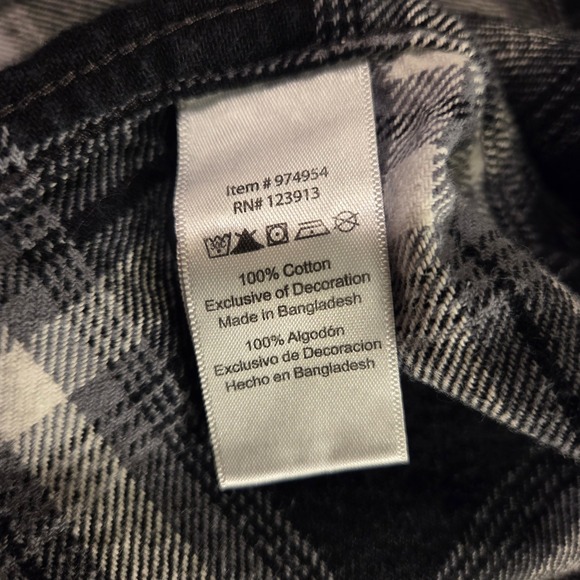 Item # 974954
RN# 123913
100% Cotton
Exclusive of Decoration
Made in Bangladesh
100% Algodón
Exclusivo de Decoracion
Hecho en Bangladesh